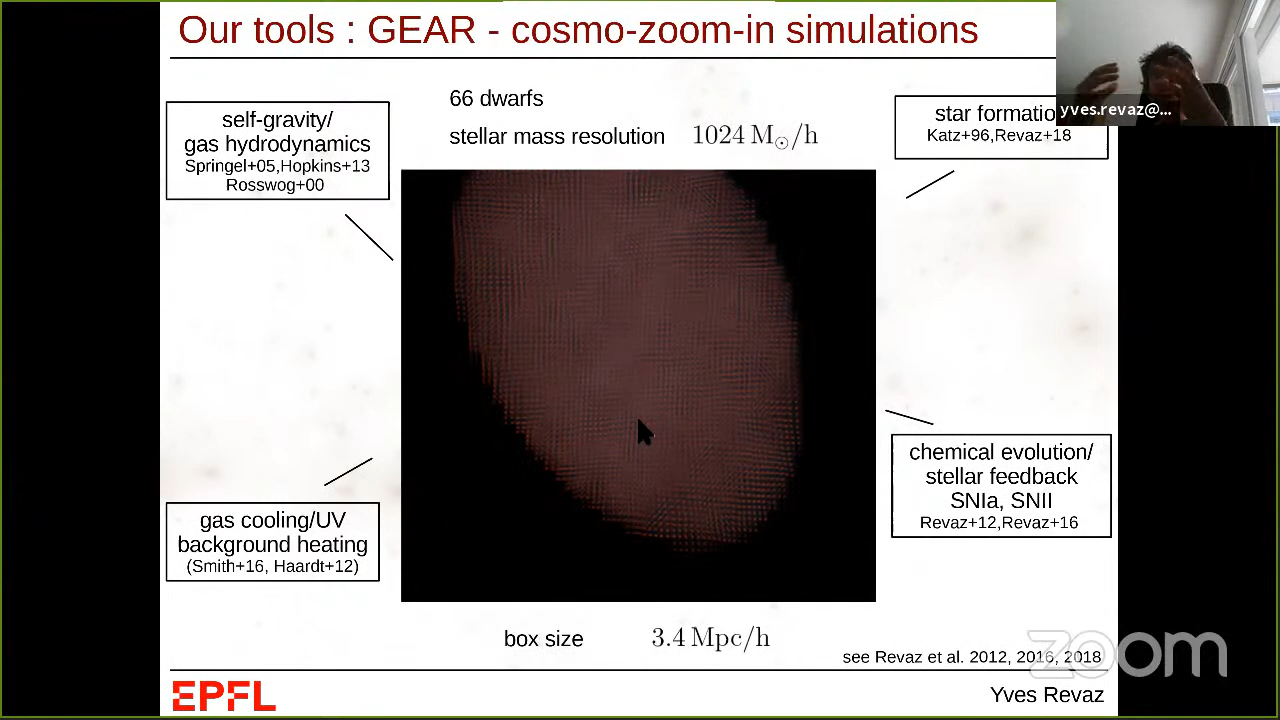 Our tools : GEAR - cosmo-zoom-in simulations
yves.revaz@...
66 dwarfs
stellar mass resolution 1024 M☉/h
self-gravity/
gas hydrodynamics
Springel+05,Hopkins+13
Rosswog+00
star formatio
Katz+96,Revaz+18
gas cooling/UV
background heating
(Smith+16, Haardt+12)
chemical evolution/
stellar feedback
SNIa, SNII
Revaz+12,Revaz+16
box size 3.4 Mpc/h
see Revaz et al. 2012, 2016, 2018
zoom
EPFL
Yves Revaz